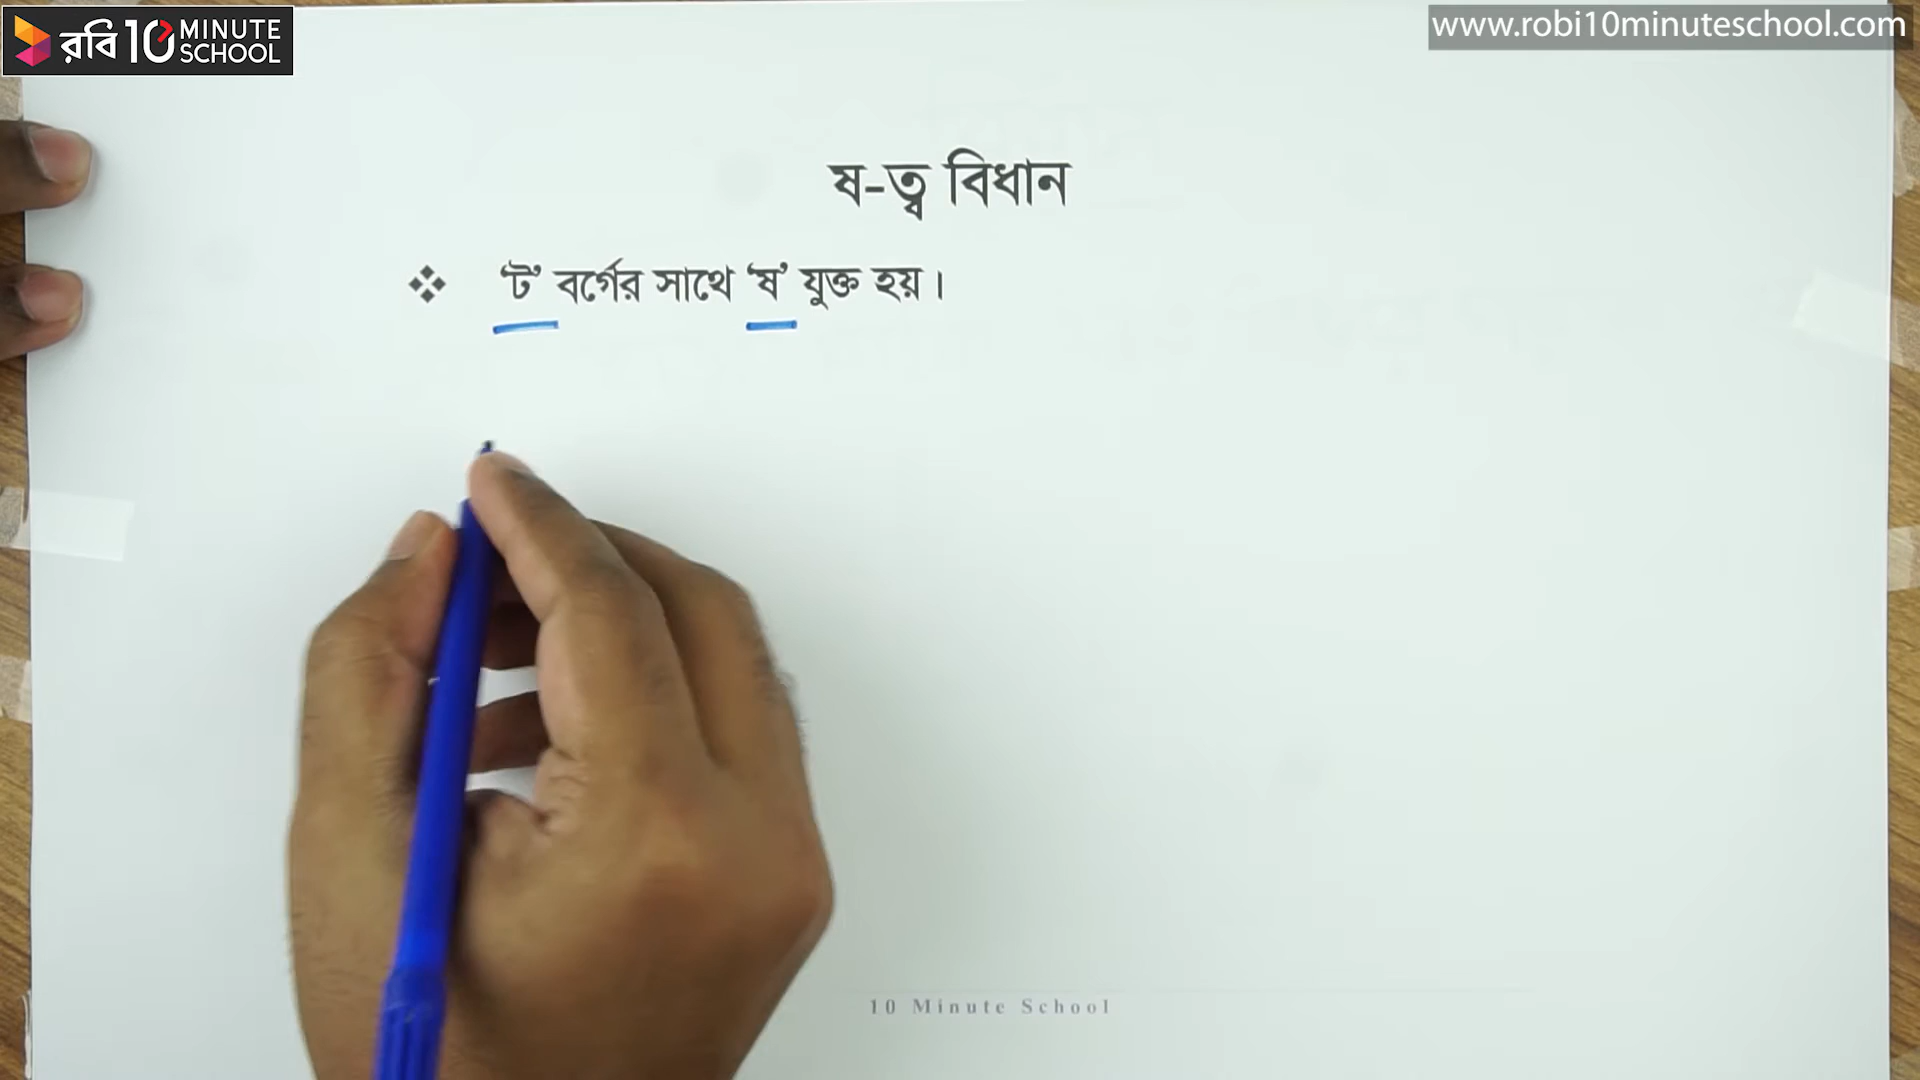 রবি 10 MINUTE SCHOOL
www.robi10minuteschool.com
ষ-ত্ব বিধান
❖ ‘ট’ বর্গের সাথে ‘ষ’ যুক্ত হয়।
10 Minute School